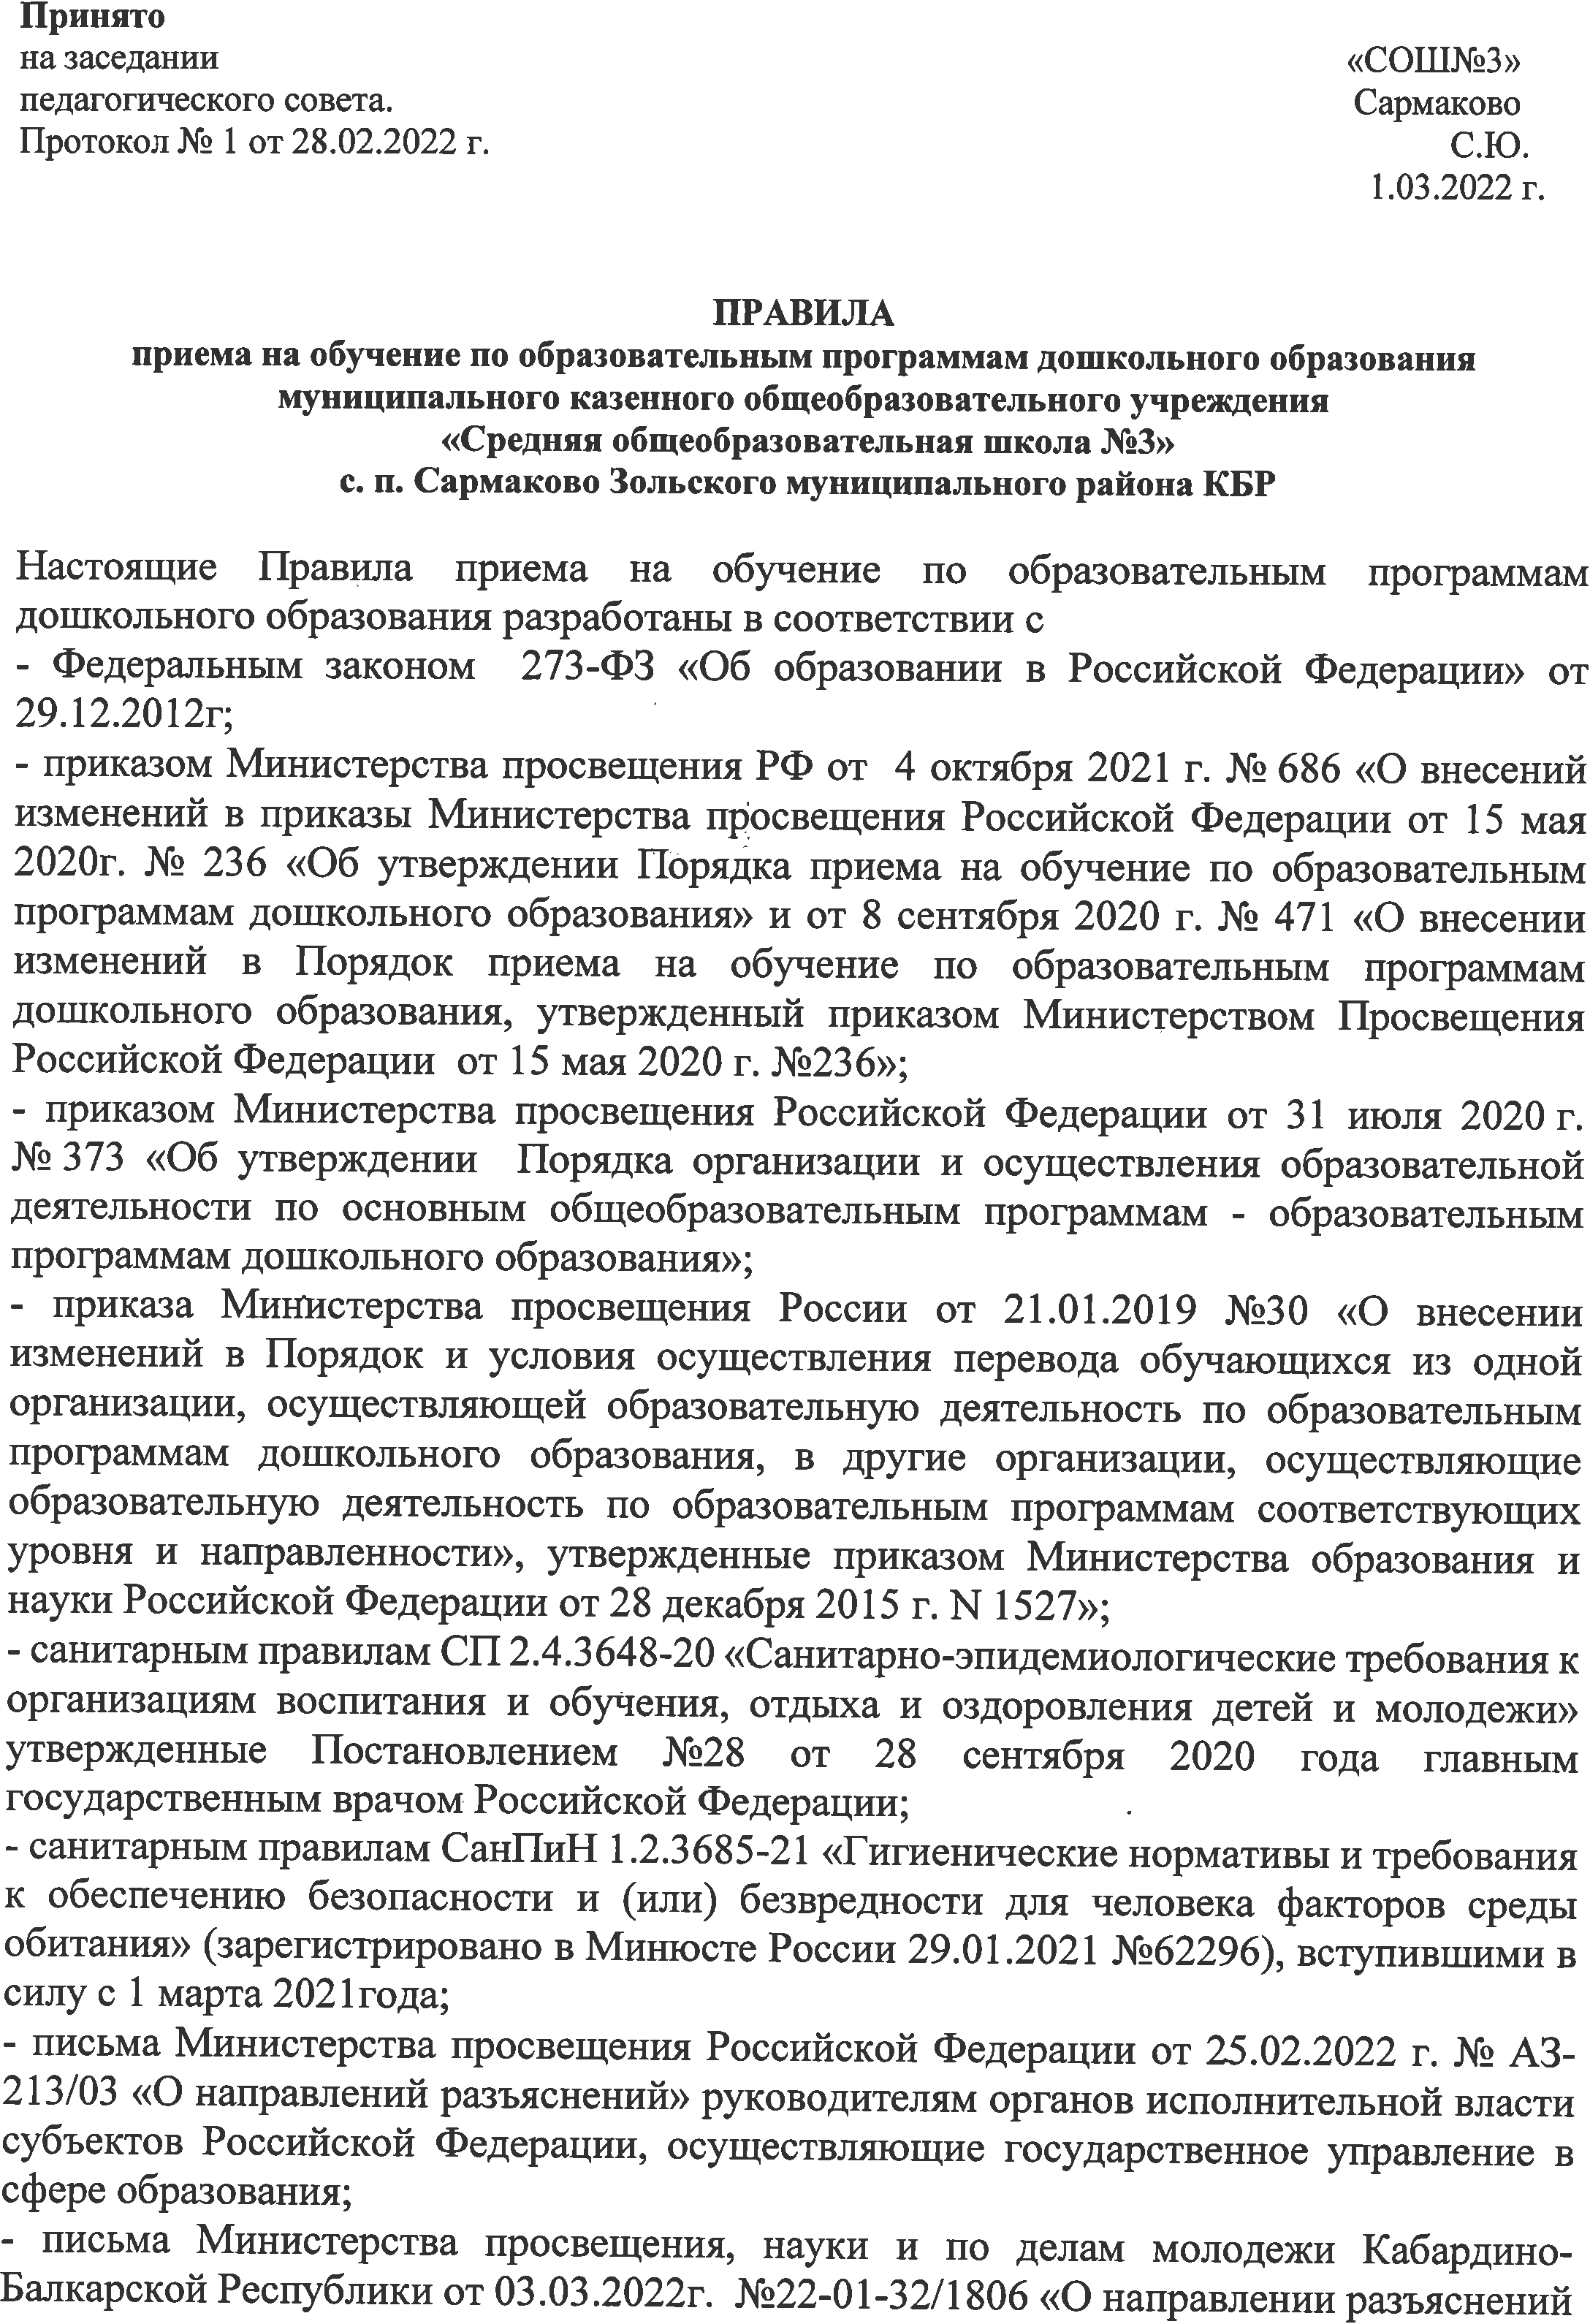 Принято
на заседании
педагогического совета.
Протокол № 1 от 28.02.2022 г.
«СОШ№3»
Сармаково
С.Ю.
1.03.2022 г.
ПРАВИЛА
приема на обучение по образовательным программам дошкольного образования
муниципального казенного общеобразовательного учреждения
«Средняя общеобразовательная школа №3»
с. п. Сармаково Зольского муниципального района КБР
Настоящие Правила приема на обучение по образовательным программам
дошкольного образования разработаны в соответствии с
- Федеральным законом 273-ФЗ «Об образовании в Российской Федерации» от
29.12.2012г;
- приказом Министерства просвещения РФ от 4 октября 2021 г. № 686 «О внесений
изменений в приказы Министерства просвещения Российской Федерации от 15 мая
2020г. № 236 «Об утверждении Порядка приема на обучение по образовательным
программам дошкольного образования» и от 8 сентября 2020 г. № 471 «О внесении
изменений в Порядок приема на обучение по образовательным программам
дошкольного образования, утвержденный приказом Министерством Просвещения
Российской Федерации от 15 мая 2020 г. №236»;
- приказом Министерства просвещения Российской Федерации от 31 июля 2020 г.
№ 373 «Об утверждении Порядка организации и осуществления образовательной
деятельности по основным общеобразовательным программам - образовательным
программам дошкольного образования»;
- приказа Министерства просвещения России от 21.01.2019 №30 «О внесении
изменений в Порядок и условия осуществления перевода обучающихся из одной
организации, осуществляющей образовательную деятельность по образовательным
программам дошкольного образования, в другие организации, осуществляющие
образовательную деятельность по образовательным программам соответствующих
уровня и направленности», утвержденные приказом Министерства образования и
науки Российской Федерации от 28 декабря 2015 г. N 1527»;
- санитарным правилам СП 2.4.3648-20 «Санитарно-эпидемиологические требования к
организациям воспитания и обучения, отдыха и оздоровления детей и молодежи»
утвержденные Постановлением №28 от 28 сентября 2020 года главным
государственным врачом Российской Федерации;
- санитарным правилам СанПиН 1.2.3685-21 «Гигиенические нормативы и требования
к обеспечению безопасности и (или) безвредности для человека факторов среды
обитания» (зарегистрировано в Минюсте России 29.01.2021 №62296), вступившими в
силу с 1 марта 2021года;
- письма Министерства просвещения Российской Федерации от 25.02.2022 г. № АЗ-
213/03 «О направлений разъяснений» руководителям органов исполнительной власти
субъектов Российской Федерации, осуществляющие государственное управление в
сфере образования;
- письма Министерства просвещения, науки и по делам молодежи Кабардино-
Балкарской Республики от 03.03.2022г. №22-01-32/1806 «О направлении разъяснений